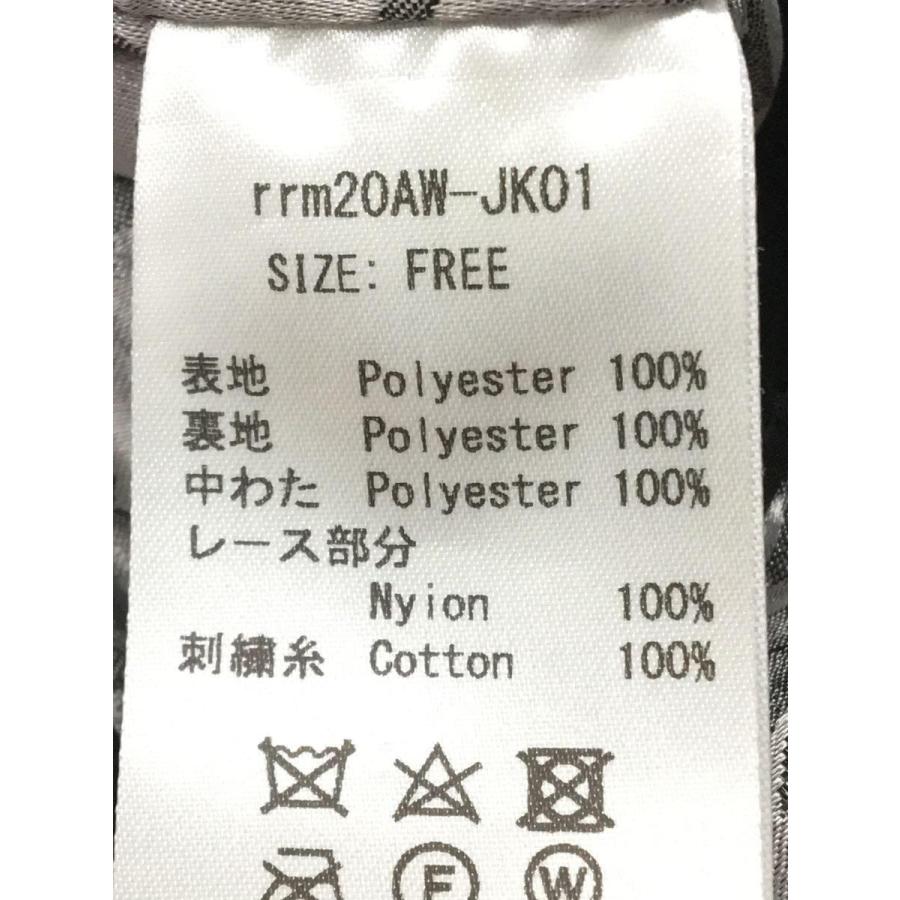 rrm20AW-JK01
SIZE: FREE
表地 Polyester 100%
裏地 Polyester 100%
中わた Polyester 100%
レース部分
Nyion 100%
刺繍糸 Cotton 100%
F W